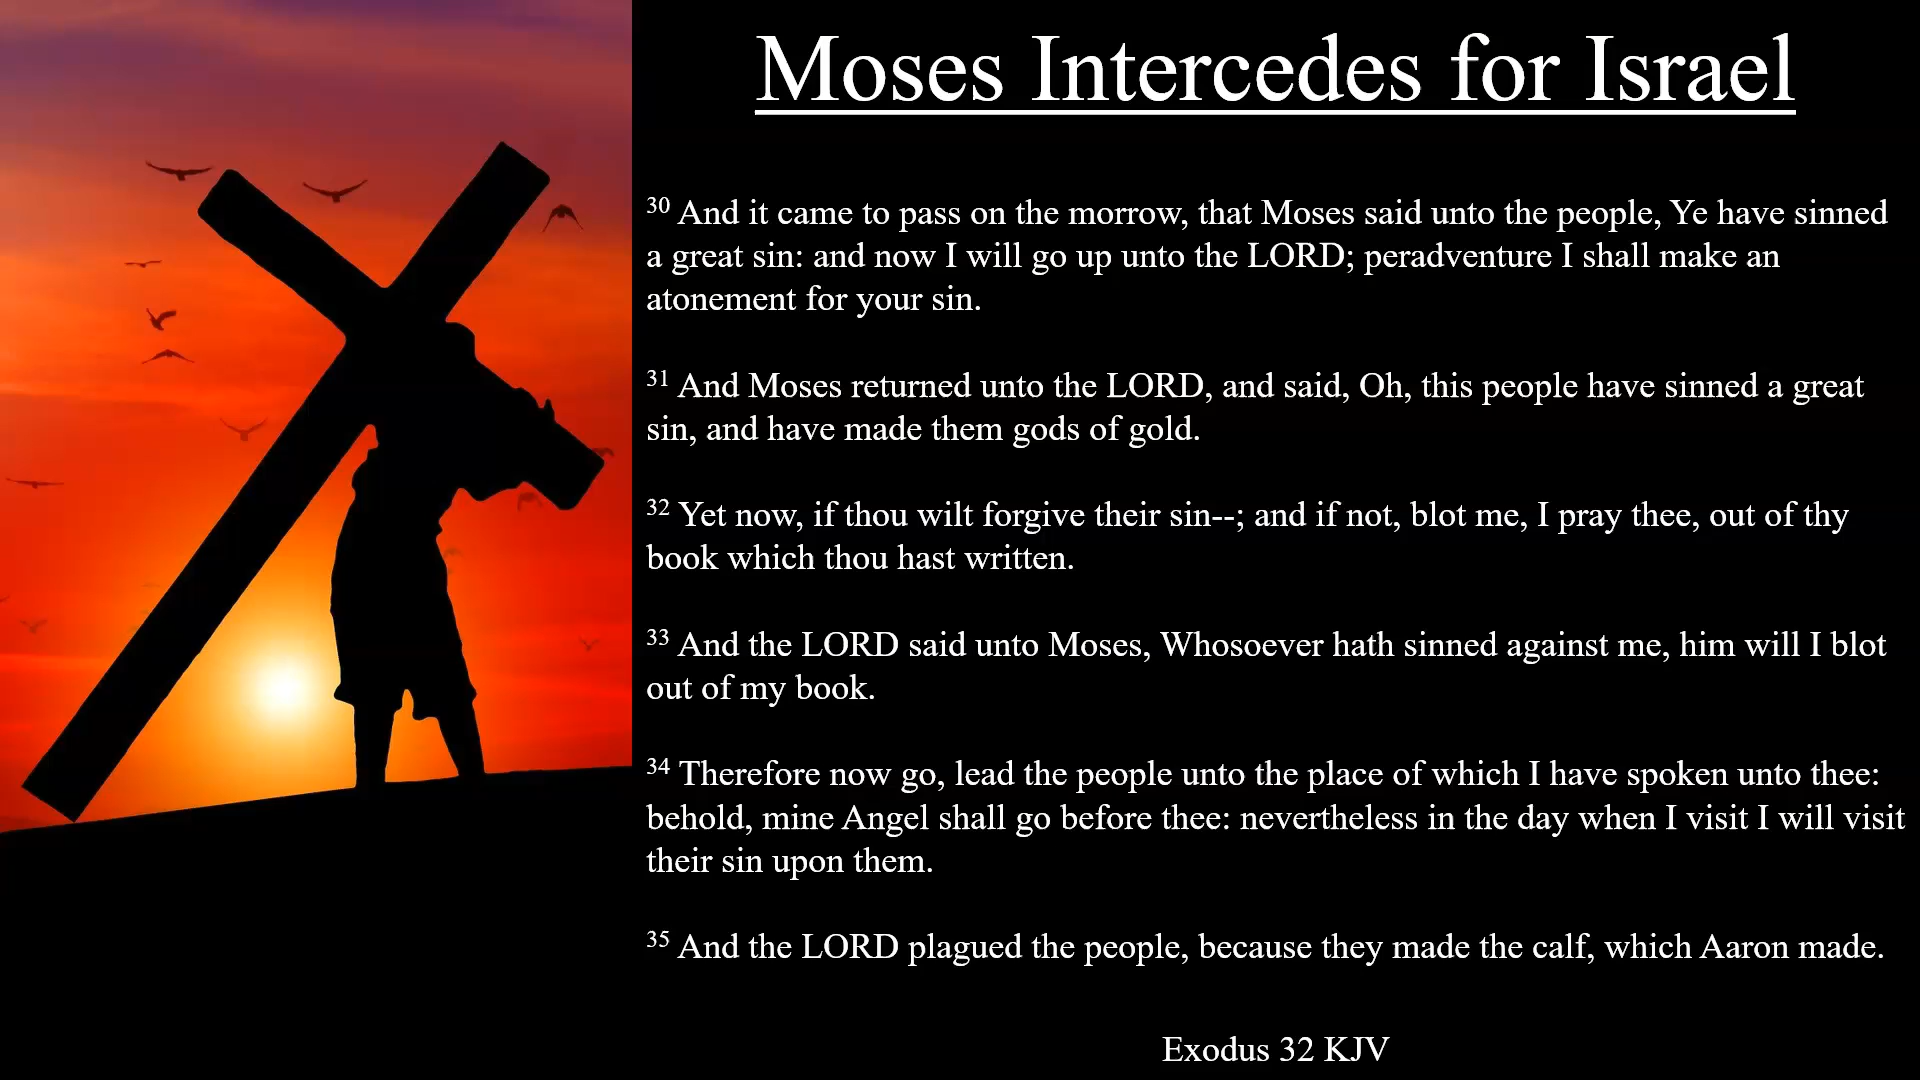 Moses Intercedes for Israel
30 And it came to pass on the morrow, that Moses said unto the people, Ye have sinned
a great sin: and now I will go up unto the LORD; peradventure I shall make an
atonement for your sin.
31 And Moses returned unto the LORD, and said, Oh, this people have sinned a great
sin, and have made them gods of gold.
32 Yet now, if thou wilt forgive their sin--; and if not, blot me, I pray thee, out of thy
book which thou hast written.
33 And the LORD said unto Moses, Whosoever hath sinned against me, him will I blot
out of my book.
34 Therefore now go, lead the people unto the place of which I have spoken unto thee:
behold, mine Angel shall go before thee: nevertheless in the day when I visit I will visit
their sin upon them.
35 And the LORD plagued the people, because they made the calf, which Aaron made.
Exodus 32 KJV